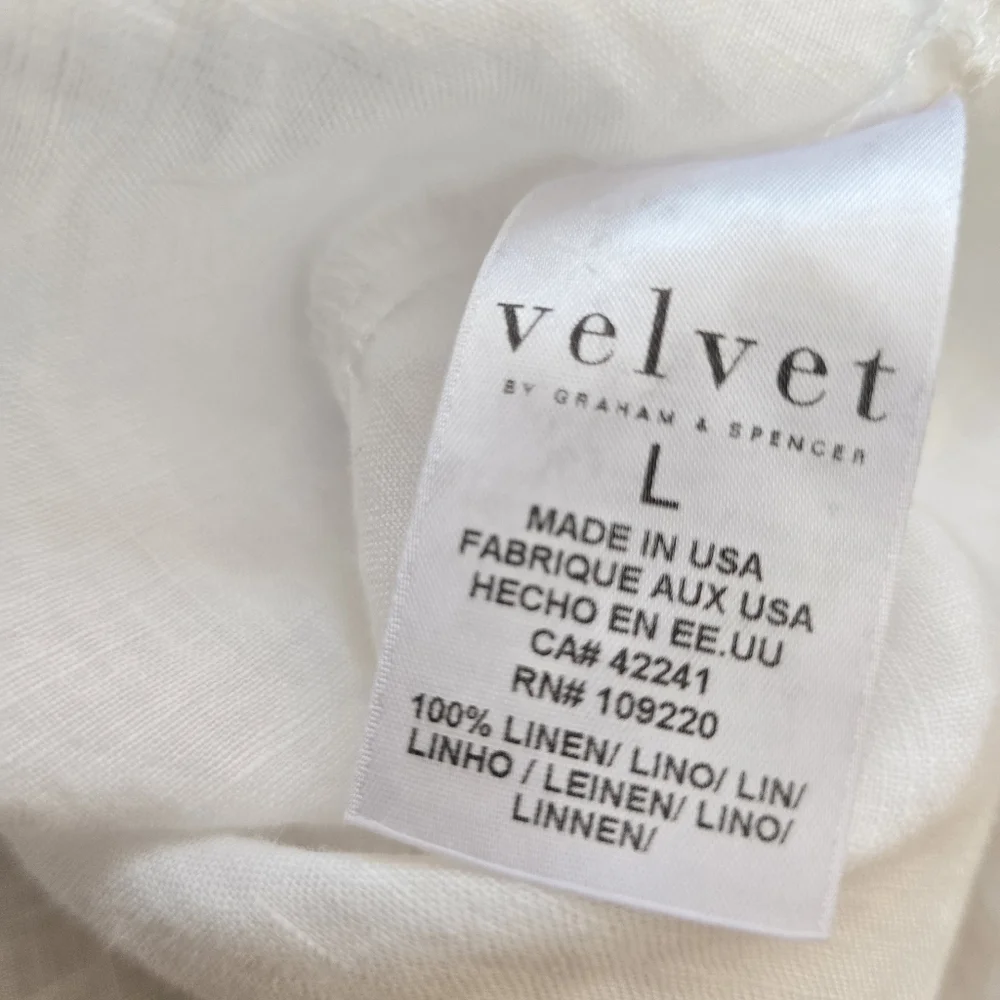 velvet
BY GRAHAM & SPENCER
L
MADE IN USA
FABRIQUE AUX USA
HECHO EN EE.UU
CA# 42241
RN# 109220
100% LINEN/ LINO/ LIN/
LINHO / LEINEN/ LINO/
LINNEN/